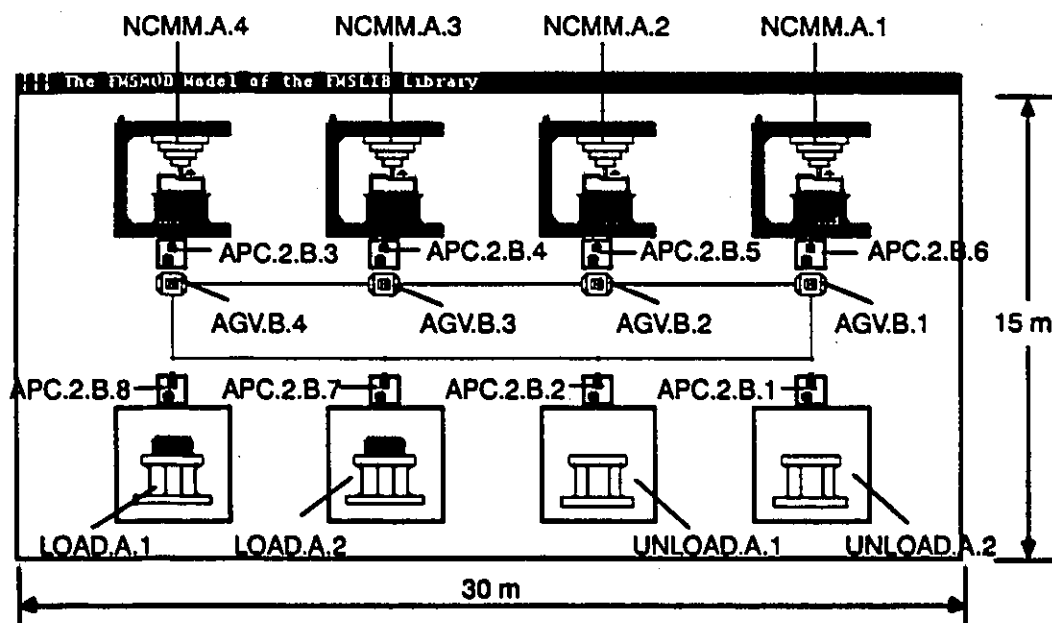 NCMM.A.4 NCMM.A.3 NCMM.A.2 NCMM.A.1
The FMSMOD Model of the FMSLIB Library
APC.2.B.3 APC.2.B.4 APC.2.B.5 APC.2.B.6
AGV.B.4 AGV.B.3 AGV.B.2 AGV.B.1
15 m
APC.2.B.8 APC.2.B.7 APC.2.B.2 APC.2.B.1
LOAD.A.1 LOAD.A.2 UNLOAD.A.1 UNLOAD.A.2
30 m